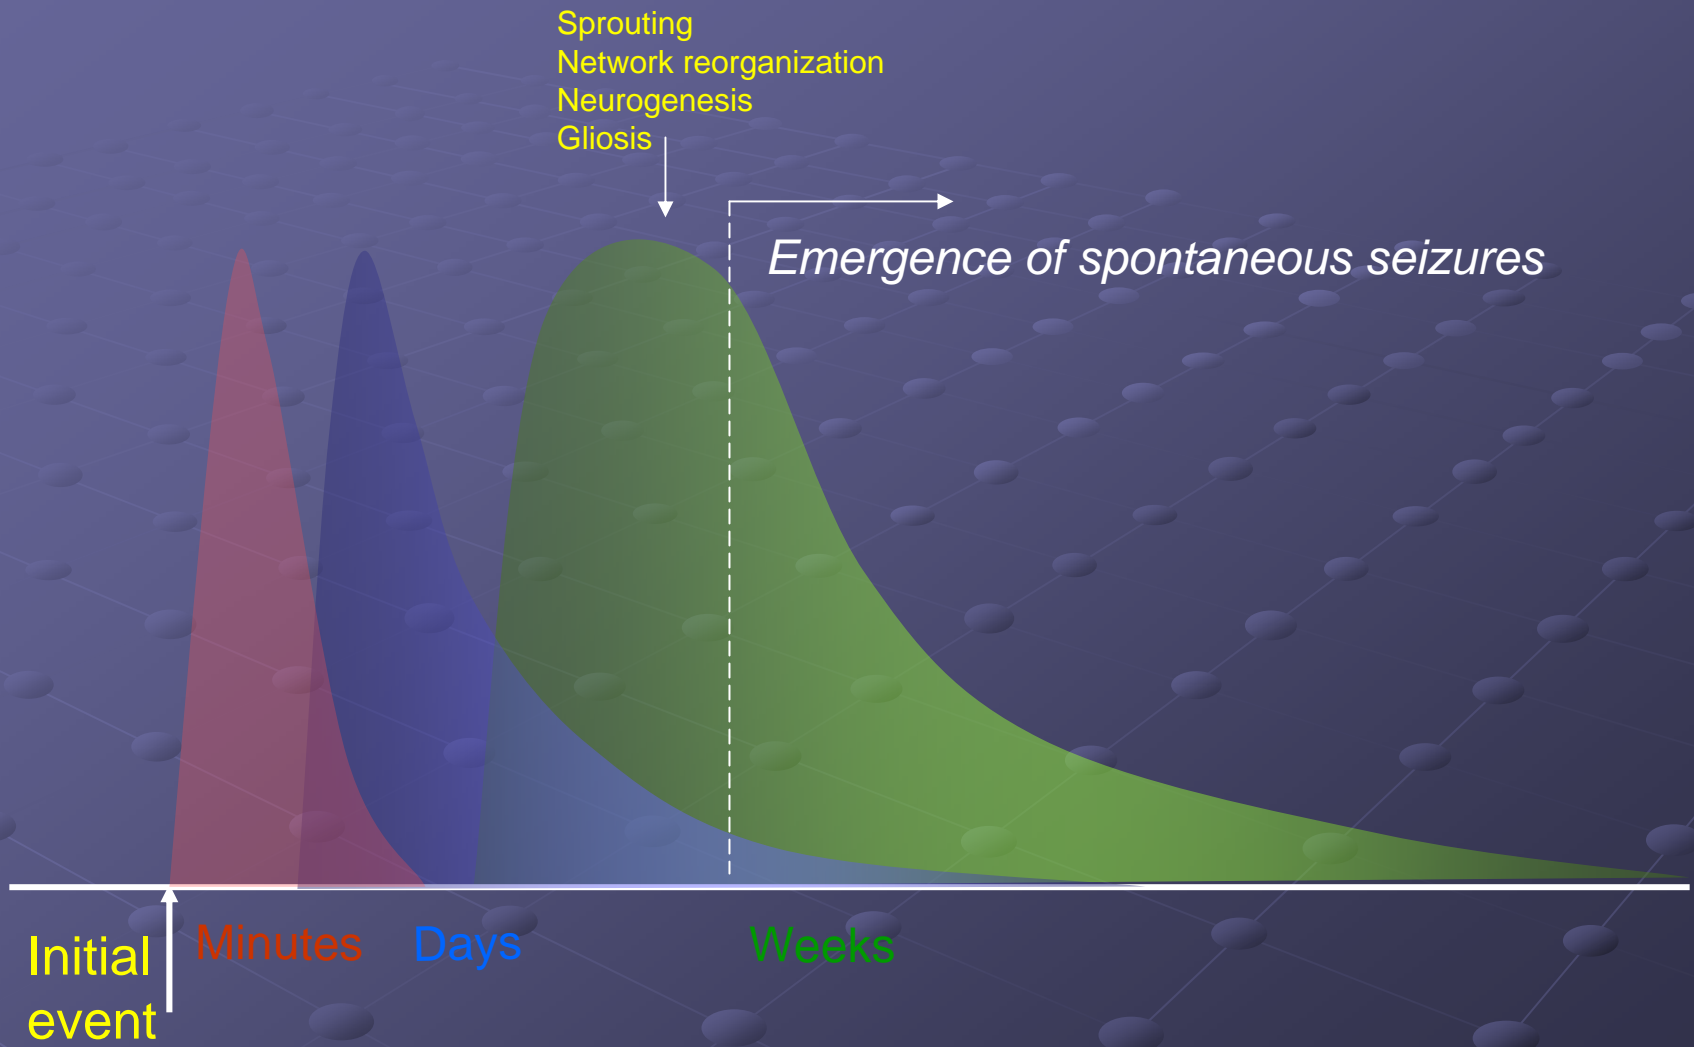 Sprouting
Network reorganization
Neurogenesis
Gliosis
Emergence of spontaneous seizures
Initial
event
Minutes
Days
Weeks